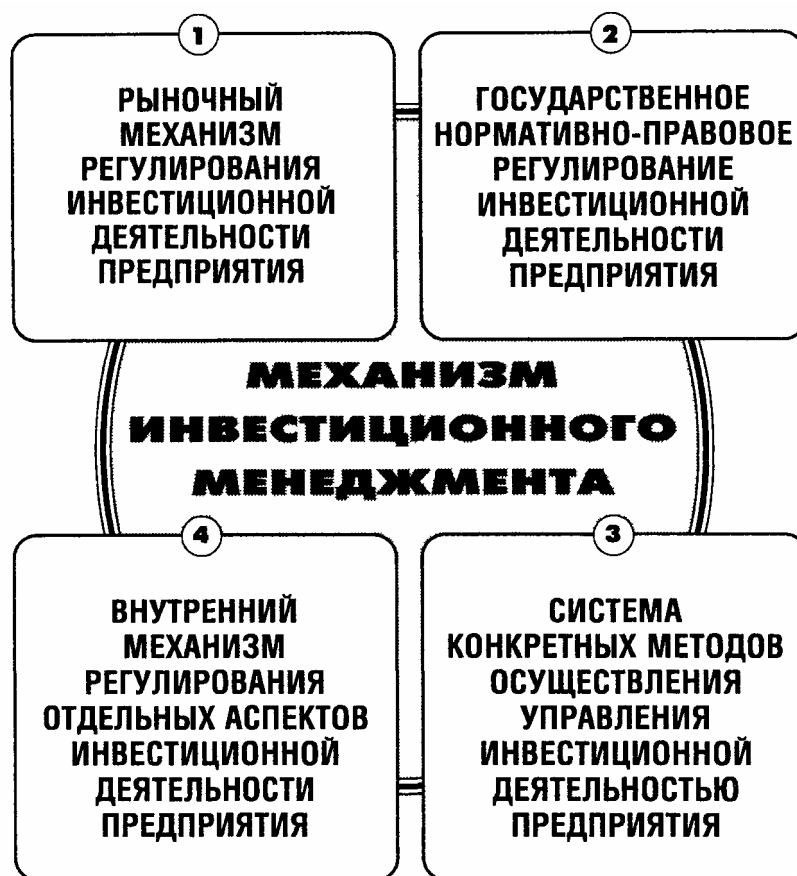 1
РЫНОЧНЫЙ
МЕХАНИЗМ
РЕГУЛИРОВАНИЯ
ИНВЕСТИЦИОННОЙ
ДЕЯТЕЛЬНОСТИ
ПРЕДПРИЯТИЯ
2
ГОСУДАРСТВЕННОЕ
НОРМАТИВНО-ПРАВОВОЕ
РЕГУЛИРОВАНИЕ
ИНВЕСТИЦИОННОЙ
ДЕЯТЕЛЬНОСТИ
ПРЕДПРИЯТИЯ
МЕХАНИЗМ
ИНВЕСТИЦИОННОГО
МЕНЕДЖМЕНТА
4
ВНУТРЕННИЙ
МЕХАНИЗМ
РЕГУЛИРОВАНИЯ
ОТДЕЛЬНЫХ АСПЕКТОВ
ИНВЕСТИЦИОННОЙ
ДЕЯТЕЛЬНОСТИ
ПРЕДПРИЯТИЯ
3
СИСТЕМА
КОНКРЕТНЫХ МЕТОДОВ
ОСУЩЕСТВЛЕНИЯ
УПРАВЛЕНИЯ
ИНВЕСТИЦИОННОЙ
ДЕЯТЕЛЬНОСТЬЮ
ПРЕДПРИЯТИЯ